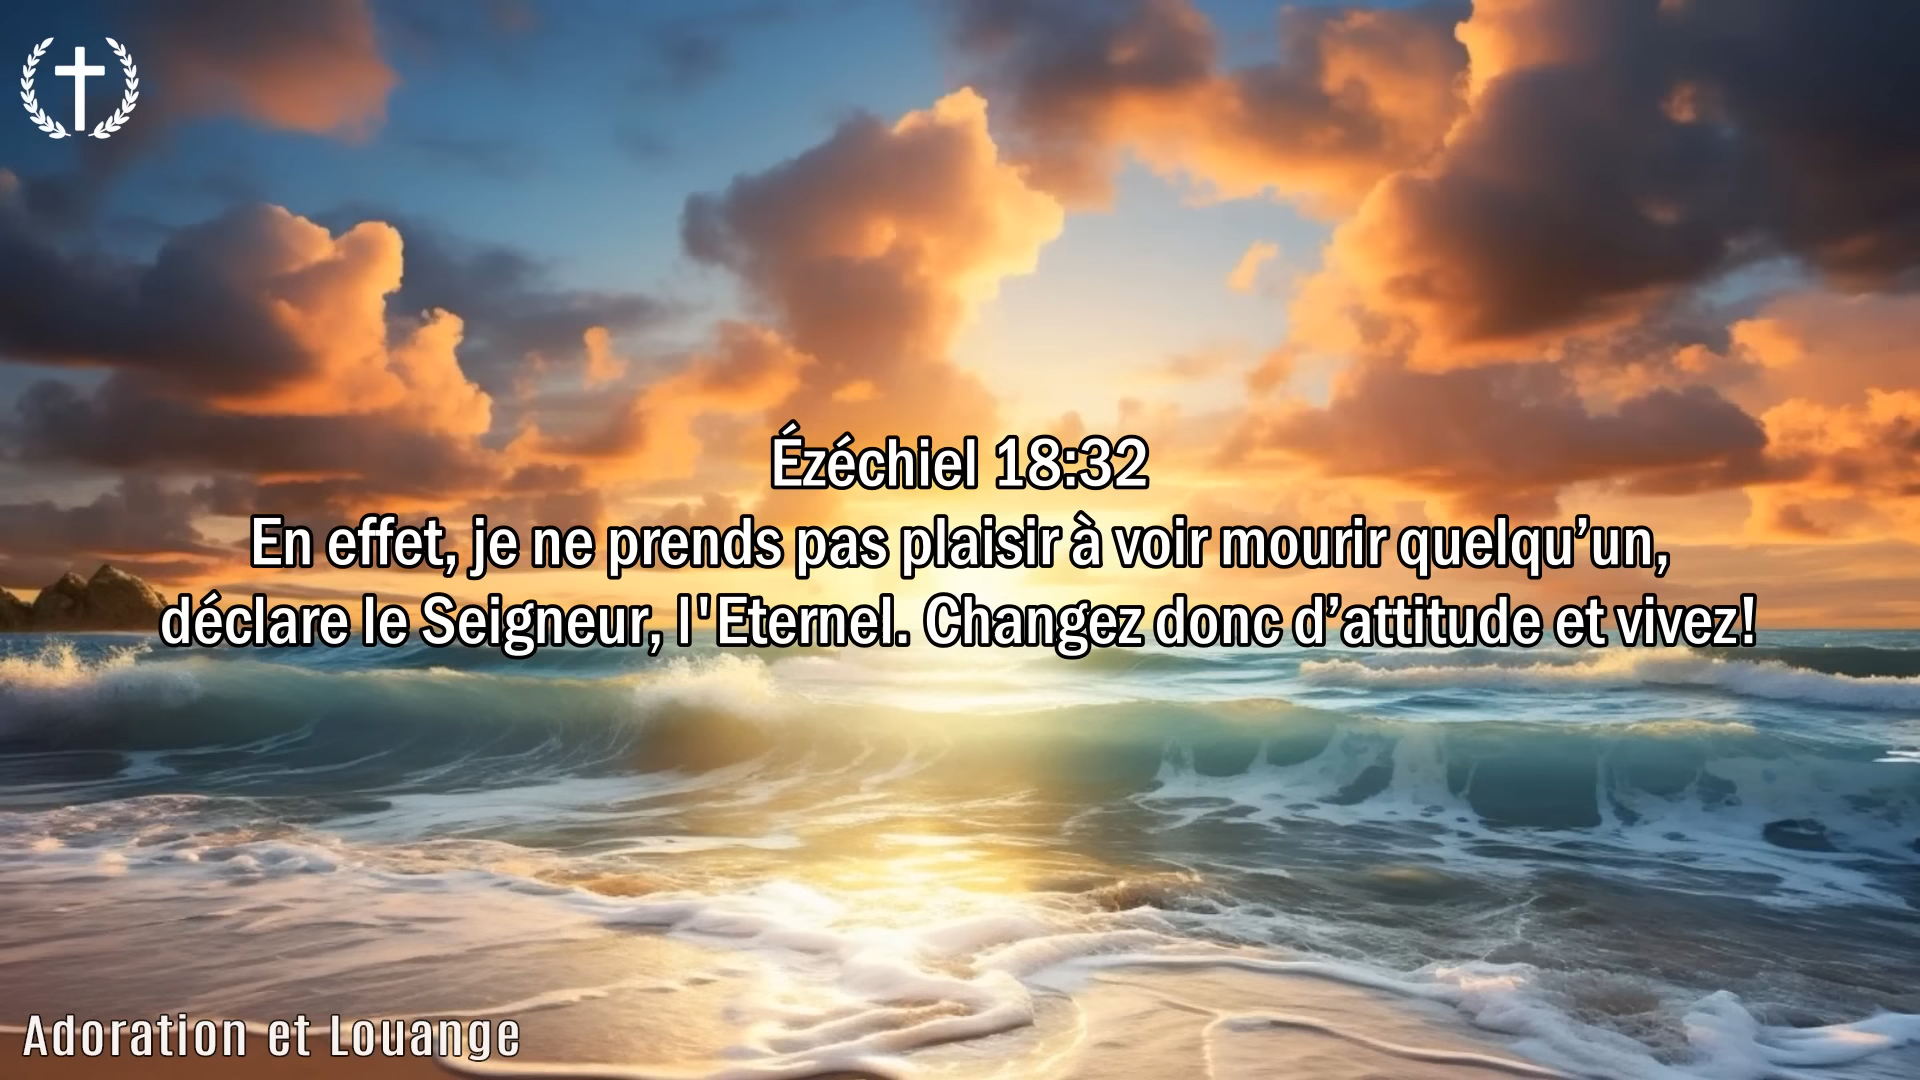 Ézéchiel 18:32
En effet, je ne prends pas plaisir à voir mourir quelqu’un,
déclare le Seigneur, l'Eternel. Changez donc d’attitude et vivez!
Adoration et Louange